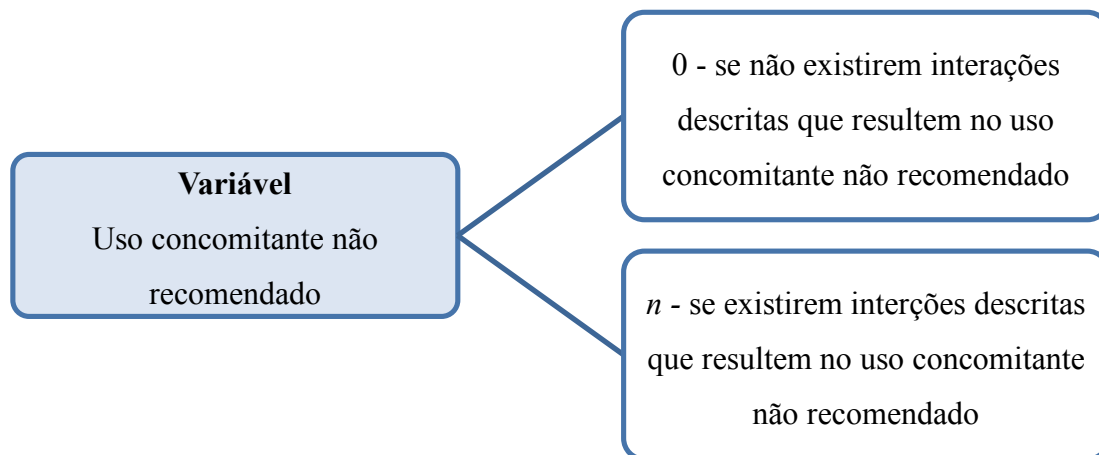 Variável
Uso concomitante não
recomendado
0 - se não existirem interações
descritas que resultem no uso
concomitante não recomendado
n - se existirem interções descritas
que resultem no uso concomitante
não recomendado